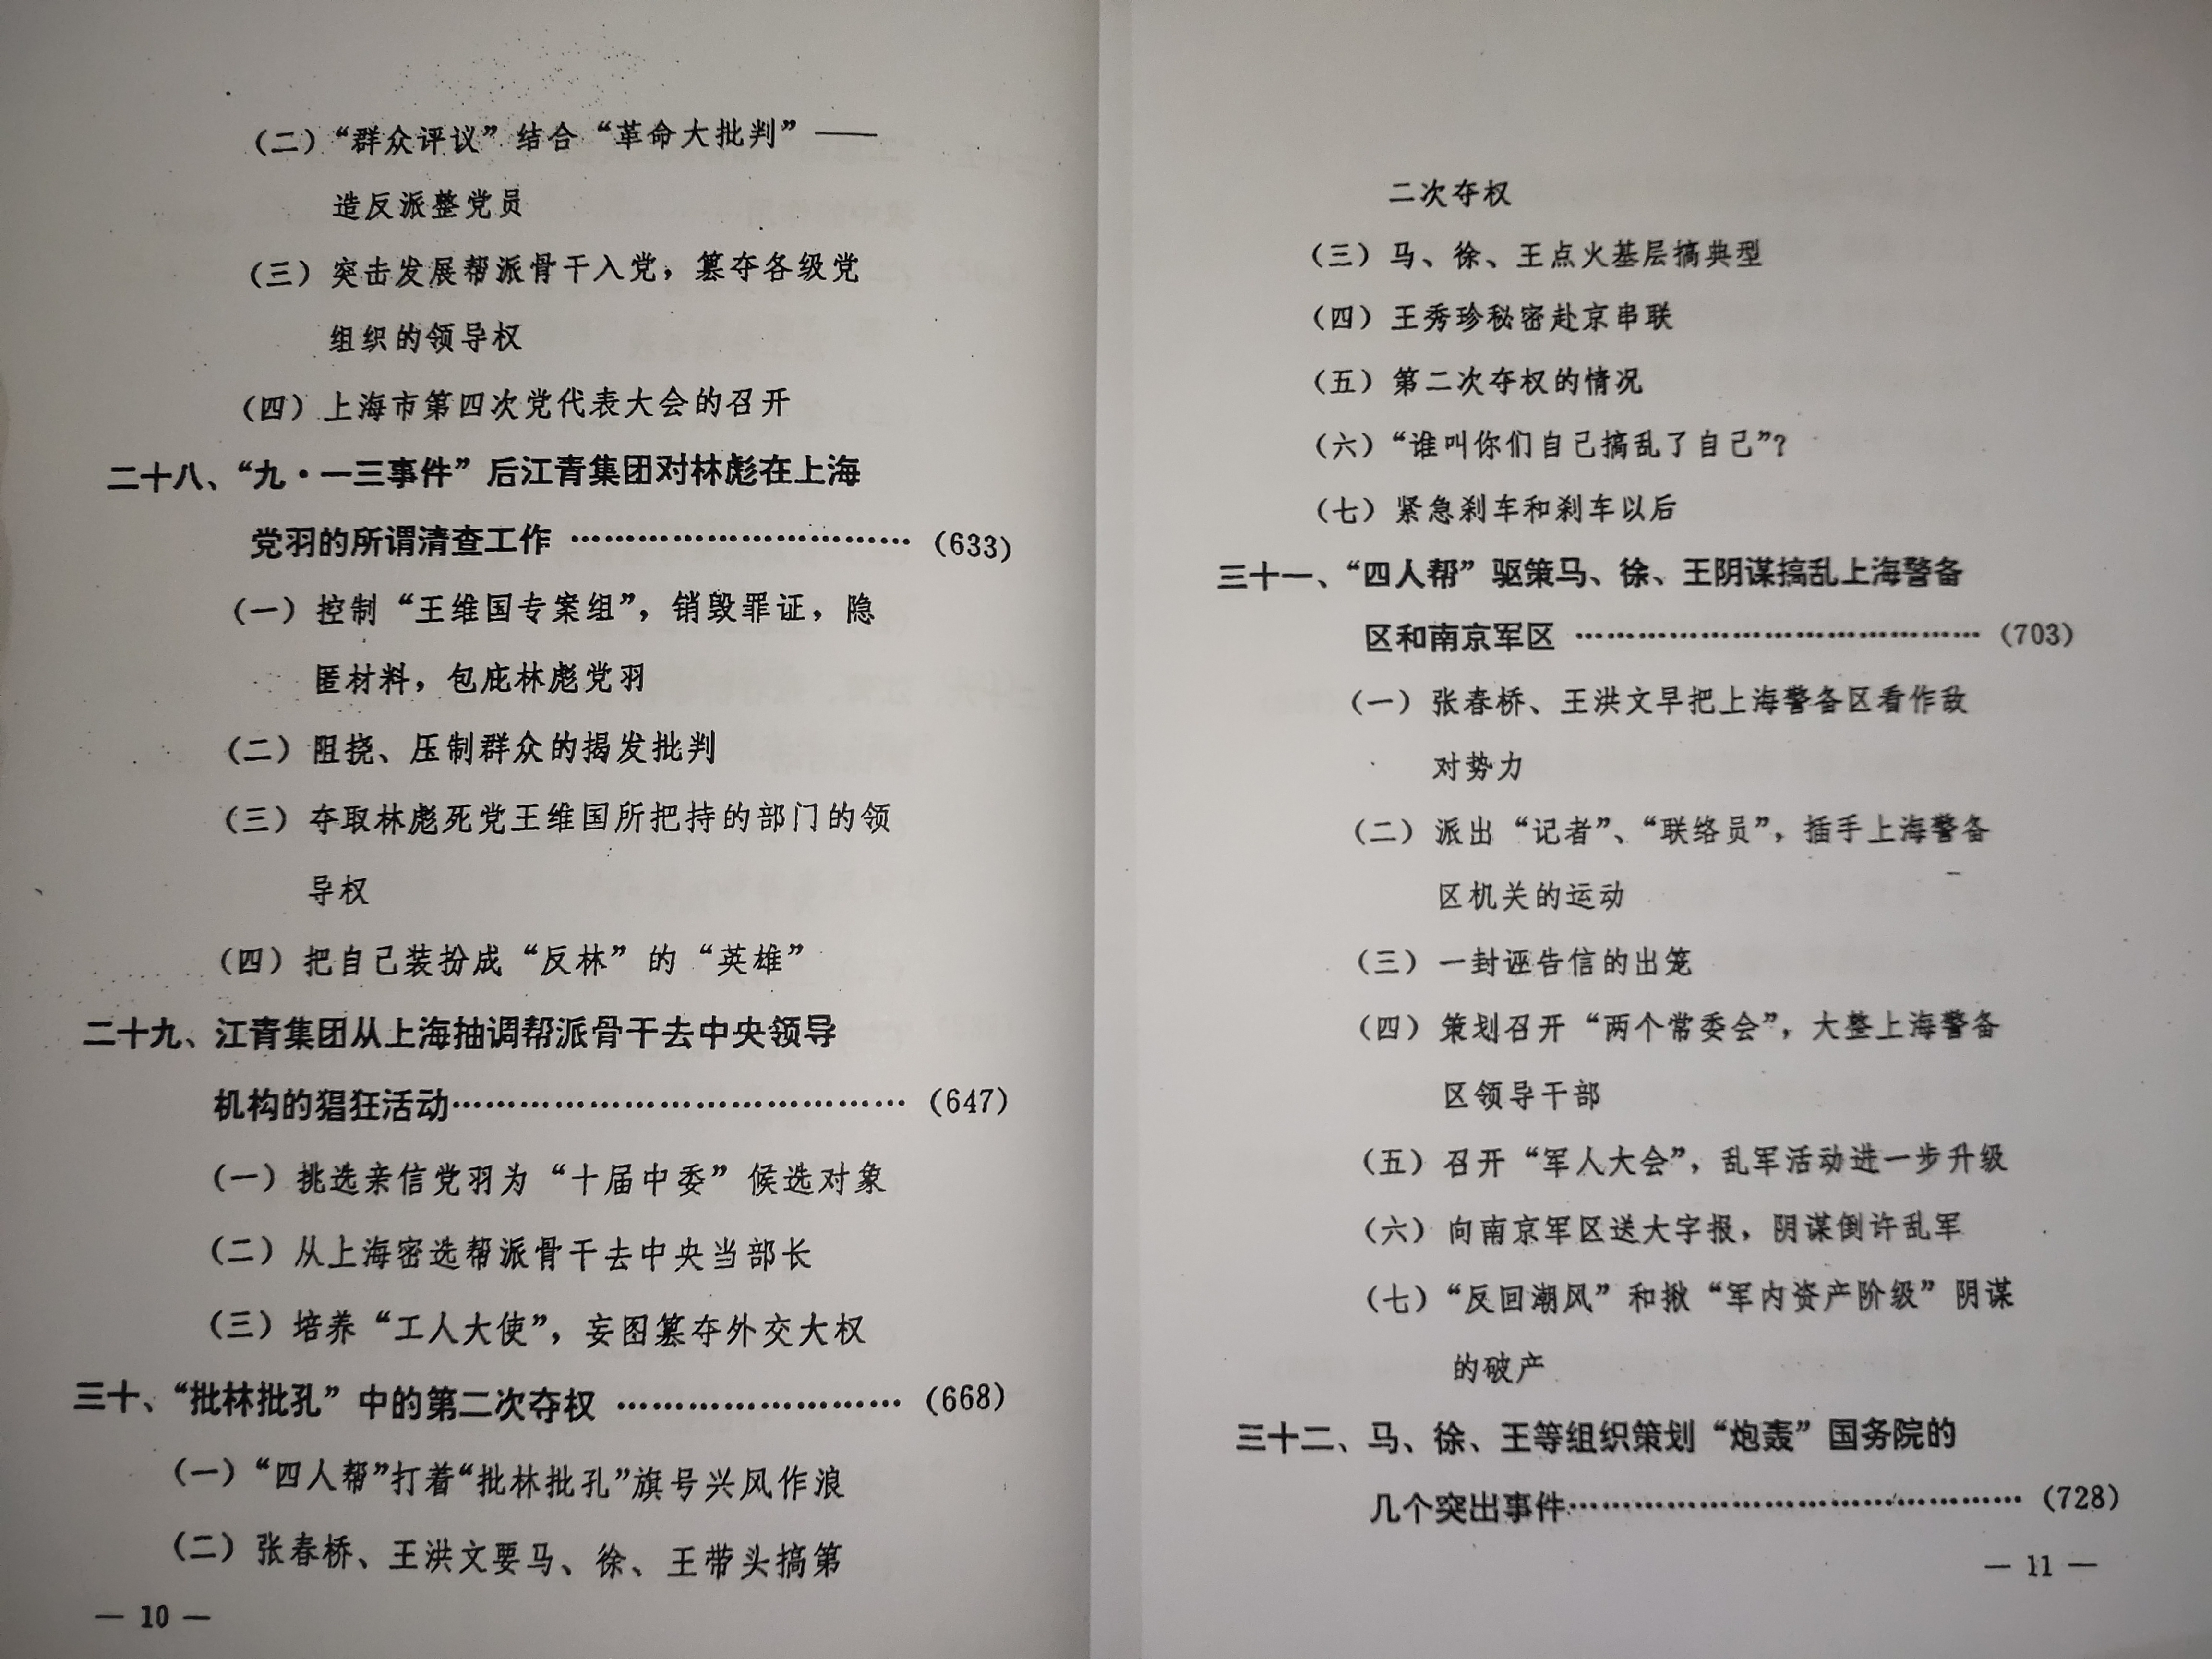 （二）“群众评议”结合“革命大批判”——
造反派整党员
（三）突击发展帮派骨干入党，篡夺各级党
组织的领导权
（四）上海市第四次党代表大会的召开
二十八、“九·一三事件”后江青集团对林彪在上海
党羽的所谓清查工作 …………………………（633）
（一）控制“王维国专案组”，销毁罪证，隐
匿材料，包庇林彪党羽
（二）阻挠、压制群众的揭发批判
（三）夺取林彪死党王维国所把持的部门的领
导权
（四）把自己装扮成“反林”的“英雄”
二十九、江青集团从上海抽调帮派骨干去中央领导
机构的猖狂活动…………………………………（647）
（一）挑选亲信党羽为“十届中委”候选对象
（二）从上海密选帮派骨干去中央当部长
（三）培养“工人大使”，妄图篡夺外交大权
三十、“批林批孔”中的第二次夺权 ……………………（668）
（一）“四人帮”打着“批林批孔”旗号兴风作浪
（二）张春桥、王洪文要马、徐、王带头搞第
— 10 —
二次夺权
（三）马、徐、王点火基层搞典型
（四）王秀珍秘密赴京串联
（五）第二次夺权的情况
（六）“谁叫你们自己搞乱了自己”？
（七）紧急刹车和刹车以后
三十一、“四人帮”驱策马、徐、王阴谋搞乱上海警备
区和南京军区 …………………………………（703）
（一）张春桥、王洪文早把上海警备区看作敌
对势力
（二）派出“记者”、“联络员”，插手上海警备
区机关的运动
（三）一封诬告信的出笼
（四）策划召开“两个常委会”，大整上海警备
区领导干部
（五）召开“军人大会”，乱军活动进一步升级
（六）向南京军区送大字报，阴谋倒许乱军
（七）“反回潮风”和揪“军内资产阶级”阴谋
的破产
三十二、马、徐、王等组织策划“炮轰”国务院的
几个突出事件……………………………………（728）
— 11 —